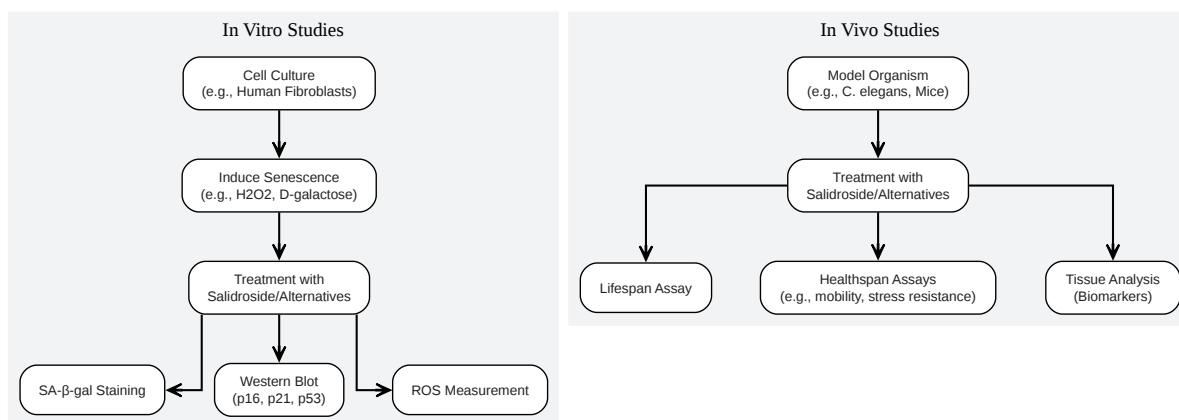 In Vitro Studies
Cell Culture
(e.g., Human Fibroblasts)
Induce Senescence
(e.g., H2O2, D-galactose)
Treatment with
Salidroside/Alternatives
SA-β-gal Staining
Western Blot
(p16, p21, p53)
ROS Measurement
In Vivo Studies
Model Organism
(e.g., C. elegans, Mice)
Treatment with
Salidroside/Alternatives
Lifespan Assay
Healthspan Assays
(e.g., mobility, stress resistance)
Tissue Analysis
(Biomarkers)